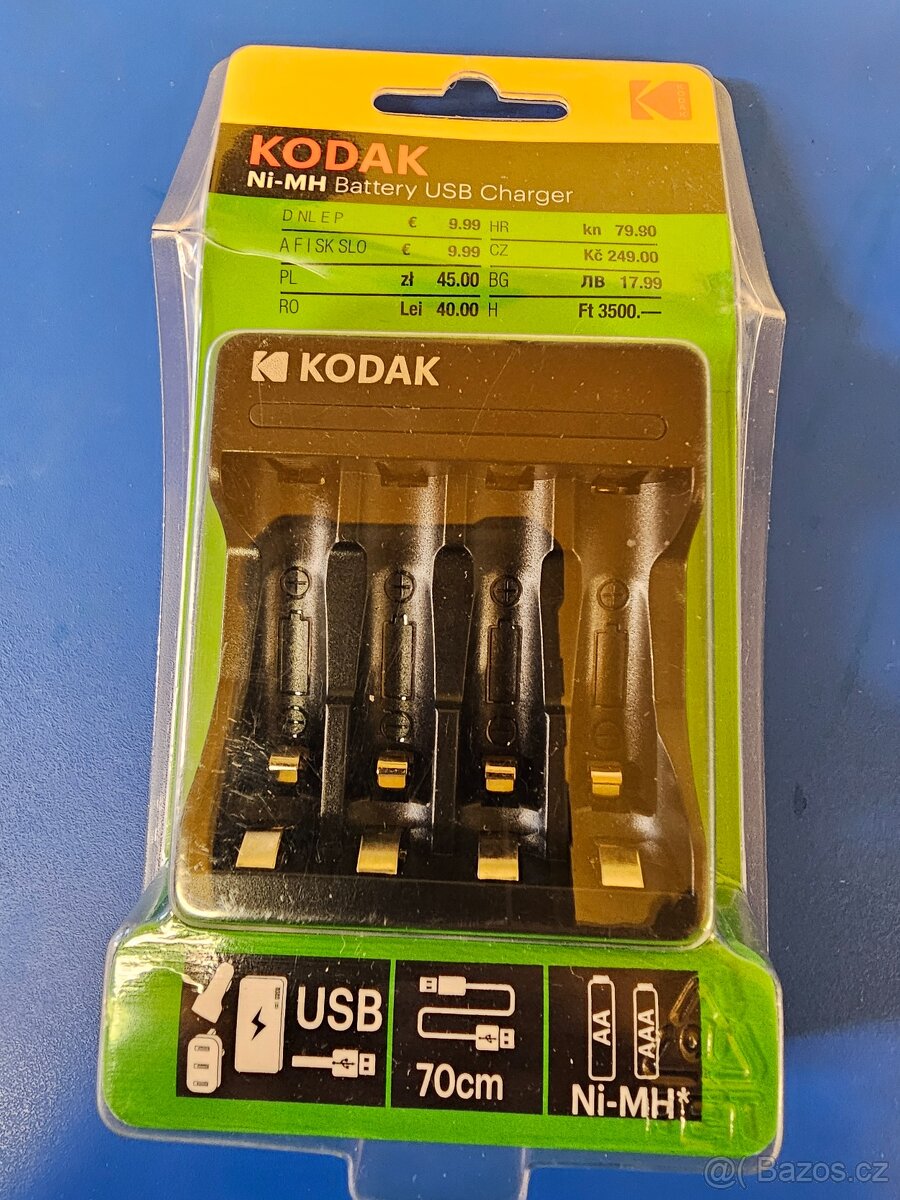 KODAK
KODAK
Ni-MH Battery USB Charger
D NL E P € 9.99 HR kn 79.90
A F I SK SLO € 9.99 CZ Kč 249.00
PL zł 45.00 BG ЛВ 17.99
RO Lei 40.00 H Ft 3500.—
KODAK
USB
70cm
AA
AAA
Ni-MH*
@( Bazos.cz